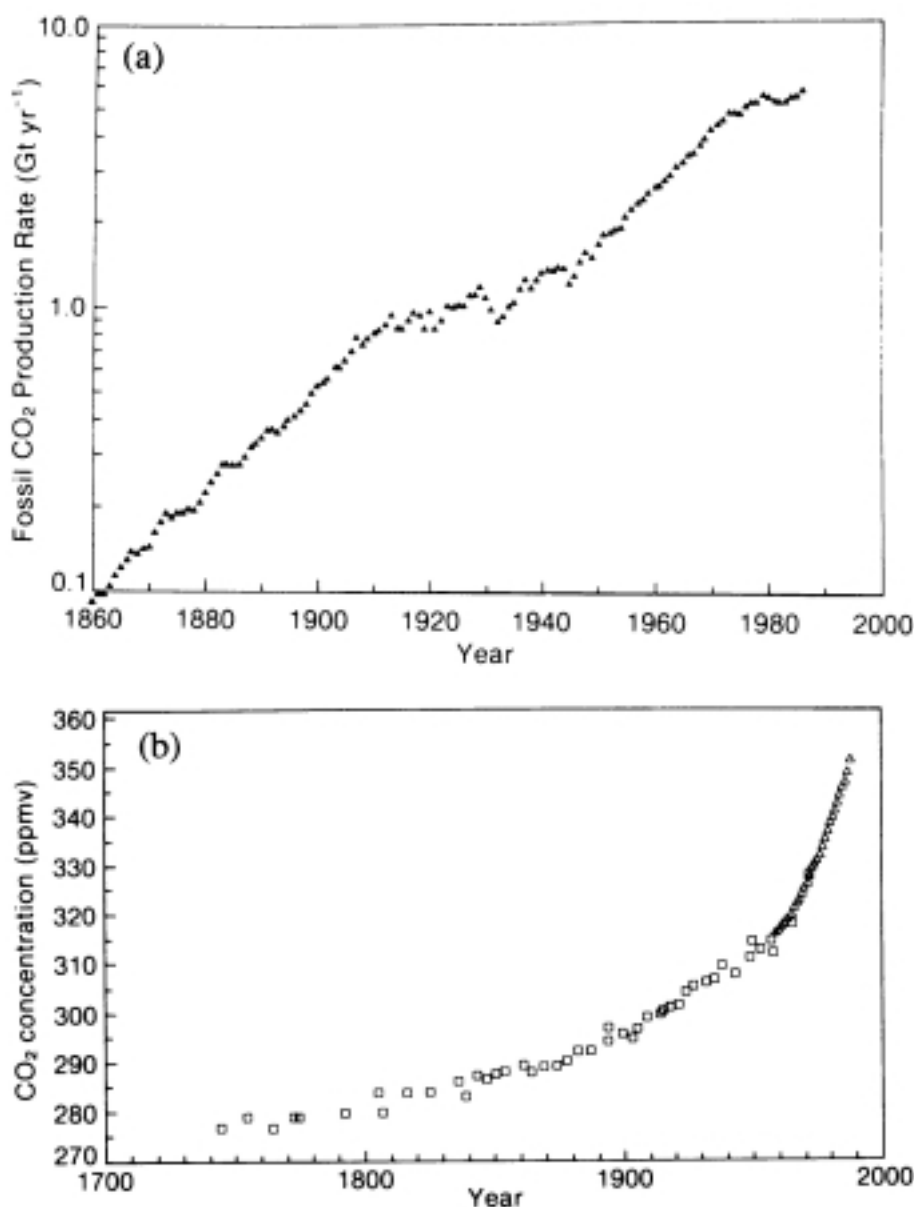 10.0
(a)
Fossil CO₂ Production Rate (Gt yr⁻¹)
1.0
0.1
1860 1880 1900 1920 1940 1960 1980 2000
Year
360
(b)
350
340
330
320
310
300
290
280
270
CO₂ concentration (ppmv)
1700 1800 1900 2000
Year